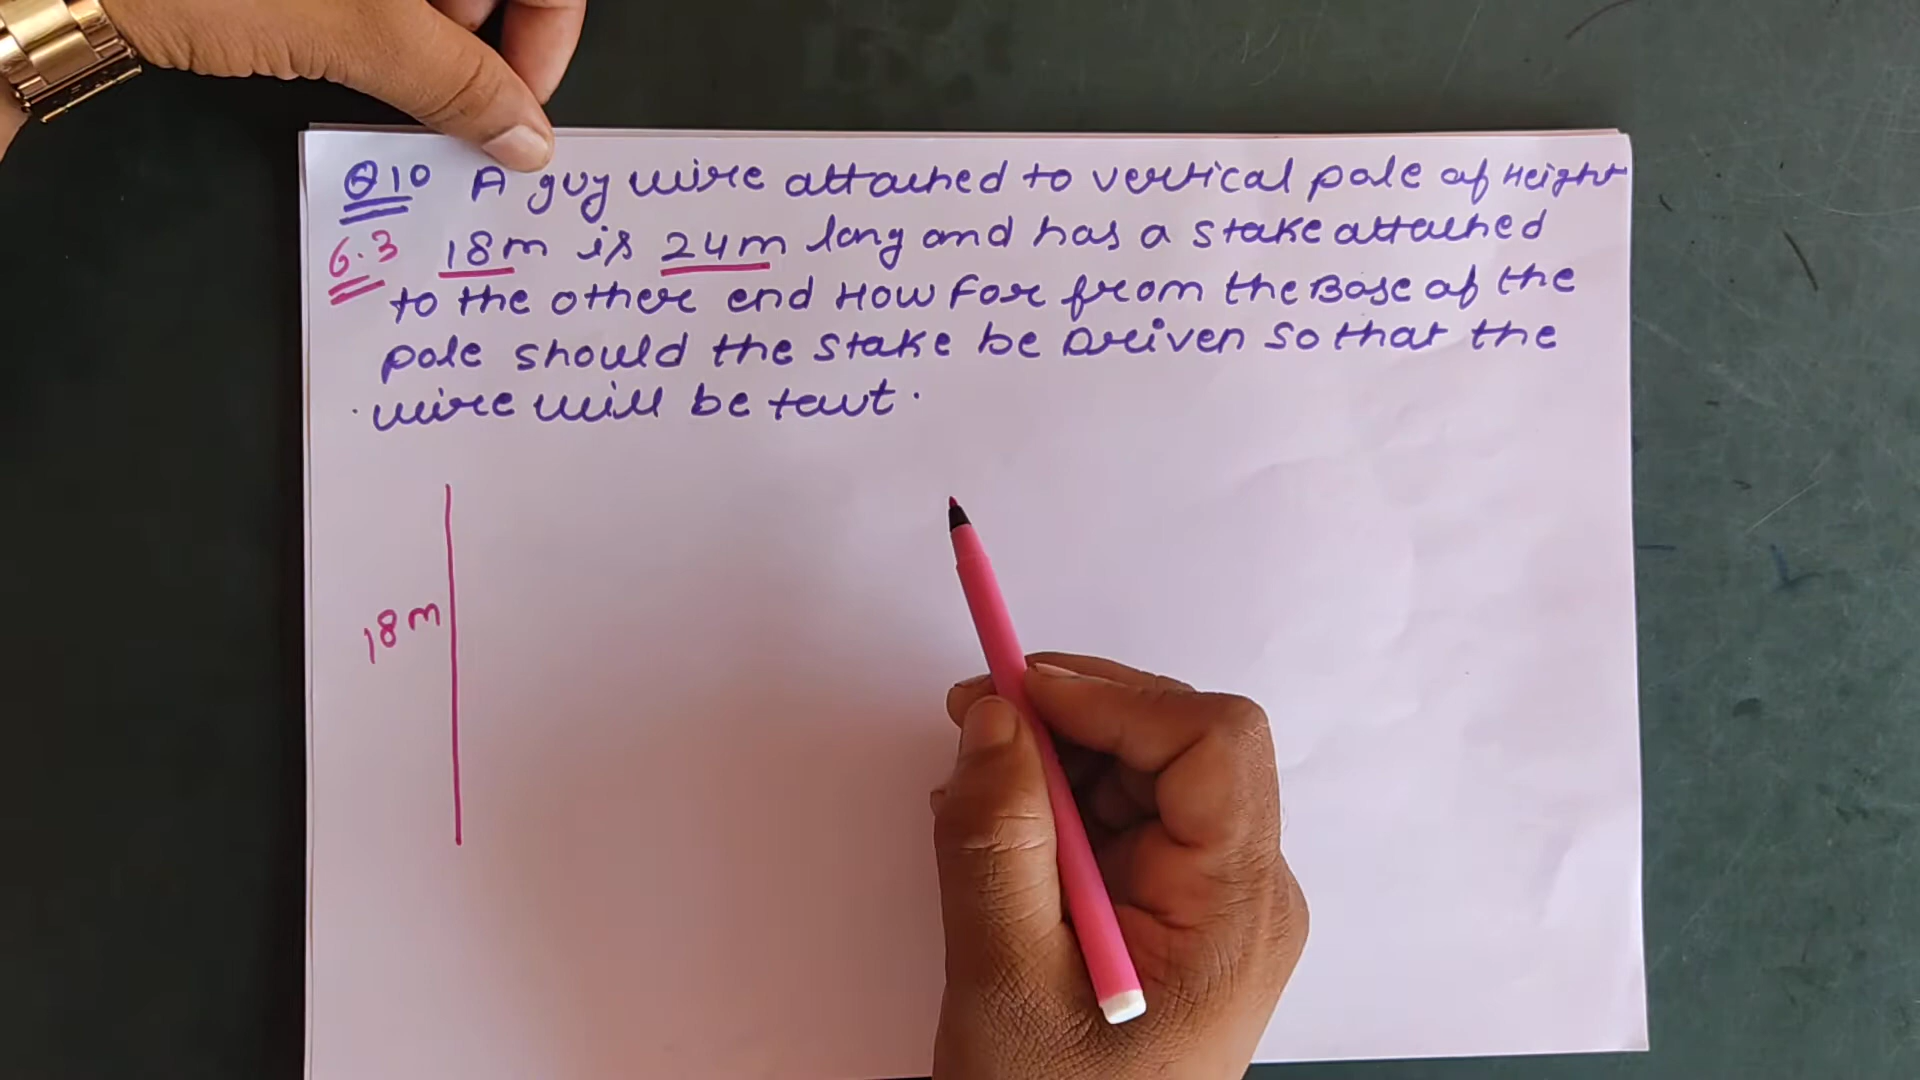 Q10 A guy wire attached to vertical pole of Height
6.3 18m is 24m long and has a stake attached
to the other end How For from the Base of the
pole should the stake be Driven so that the
wire will be taut.
18m